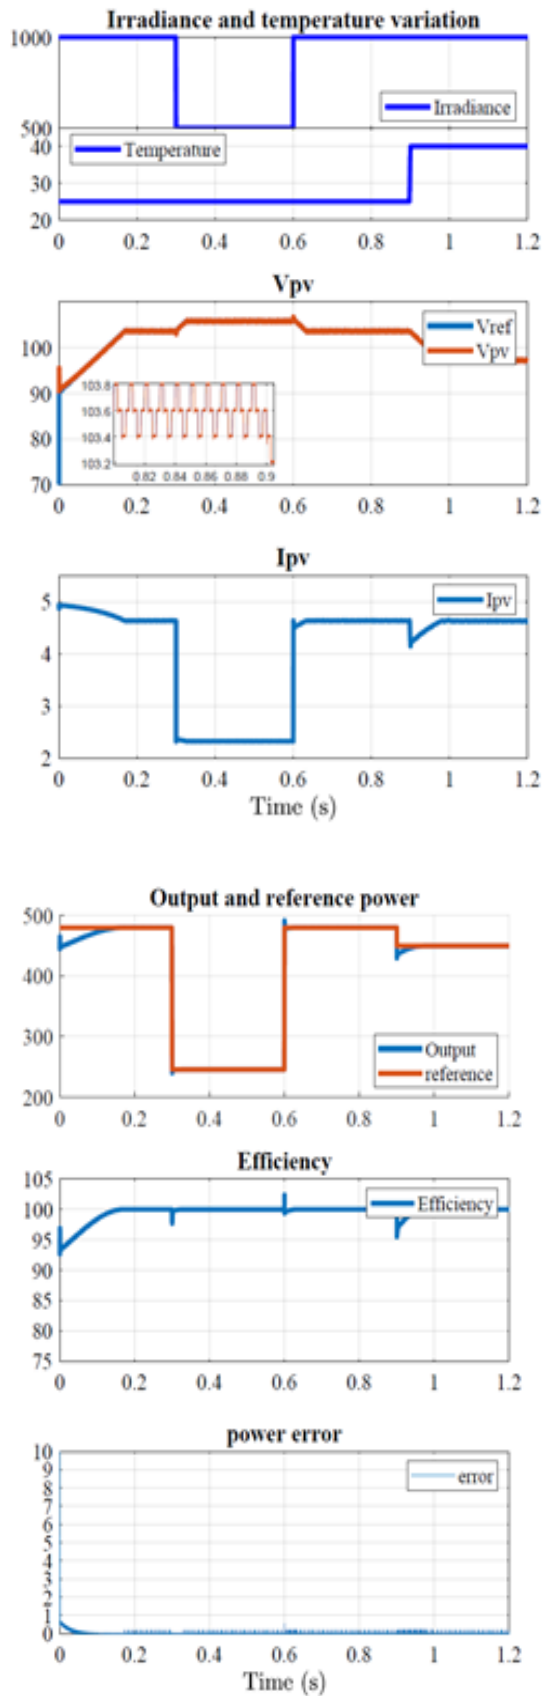 Irradiance and temperature variation
1000
Irradiance
500
Temperature
40
30
20
0 0.2 0.4 0.6 0.8 1 1.2
Vpv
Vref
Vpv
100
90
80
70
103.8
103.6
103.4
103.2
0.82 0.84 0.86 0.88 0.9
0 0.2 0.4 0.6 0.8 1 1.2
Ipv
Ipv
5
4
3
2
0 0.2 0.4 0.6 0.8 1 1.2
Time (s)
Output and reference power
500
400
300
200
Output
reference
0 0.2 0.4 0.6 0.8 1 1.2
Efficiency
Efficiency
105
100
95
90
85
80
75
0 0.2 0.4 0.6 0.8 1 1.2
power error
error
10
9
8
7
6
5
4
3
2
1
0
0 0.2 0.4 0.6 0.8 1 1.2
Time (s)